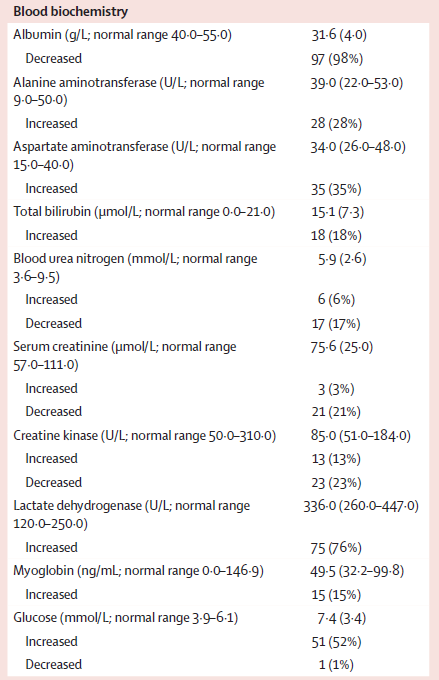 Blood biochemistry
Albumin (g/L; normal range 40·0–55·0) 31·6 (4·0)
Decreased 97 (98%)
Alanine aminotransferase (U/L; normal range 39·0 (22·0–53·0)
9·0–50·0)
Increased 28 (28%)
Aspartate aminotransferase (U/L; normal range 34·0 (26·0–48·0)
15·0–40·0)
Increased 35 (35%)
Total bilirubin (μmol/L; normal range 0·0–21·0) 15·1 (7·3)
Increased 18 (18%)
Blood urea nitrogen (mmol/L; normal range 5·9 (2·6)
3·6–9·5)
Increased 6 (6%)
Decreased 17 (17%)
Serum creatinine (μmol/L; normal range 75·6 (25·0)
57·0–111·0)
Increased 3 (3%)
Decreased 21 (21%)
Creatine kinase (U/L; normal range 50·0–310·0) 85·0 (51·0–184·0)
Increased 13 (13%)
Decreased 23 (23%)
Lactate dehydrogenase (U/L; normal range 336·0 (260·0–447·0)
120·0–250·0)
Increased 75 (76%)
Myoglobin (ng/mL; normal range 0·0–146·9) 49·5 (32·2–99·8)
Increased 15 (15%)
Glucose (mmol/L; normal range 3·9–6·1) 7·4 (3·4)
Increased 51 (52%)
Decreased 1 (1%)